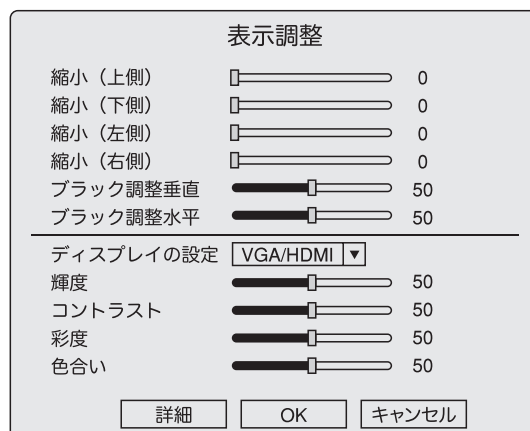 表示調整
縮小（上側） 0
縮小（下側） 0
縮小（左側） 0
縮小（右側） 0
ブラック調整垂直 50
ブラック調整水平 50
ディスプレイの設定 VGA/HDMI ▼
輝度 50
コントラスト 50
彩度 50
色合い 50
詳細 OK キャンセル